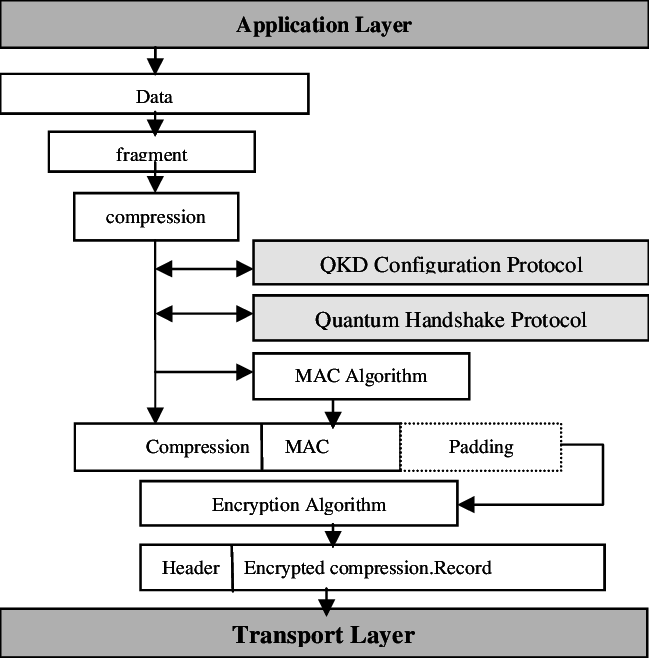 Application Layer
Data
fragment
compression
QKD Configuration Protocol
Quantum Handshake Protocol
MAC Algorithm
Compression MAC Padding
Encryption Algorithm
Header Encrypted compression.Record
Transport Layer